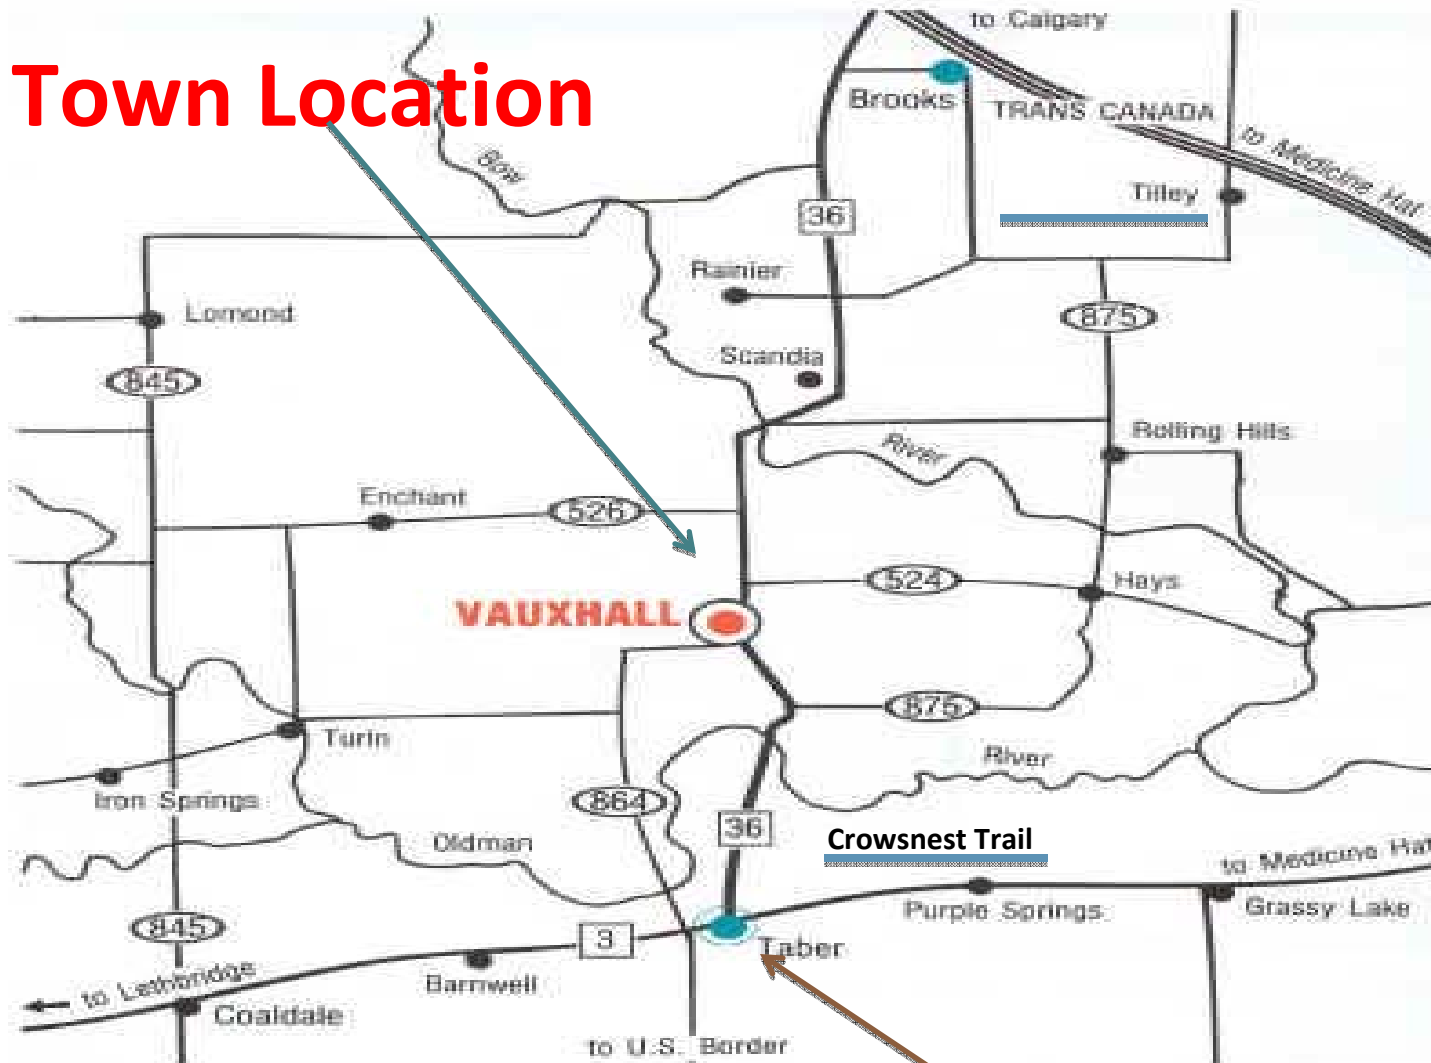 to Calgary
Town Location
Brooks
TRANS CANADA
to Medicine Hat
Bow
Tilley
36
Rainier
Lomond
875
Scandia
845
River
Rolling Hills
Enchant
526
524
Hays
VAUXHALL
875
Turin
River
Iron Springs
864
36
Oldman
Crowsnest Trail
to Medicine Hat
Purple Springs
Grassy Lake
845
3
Taber
to Lethbridge
Barnwell
Coaldale
to U.S. Border